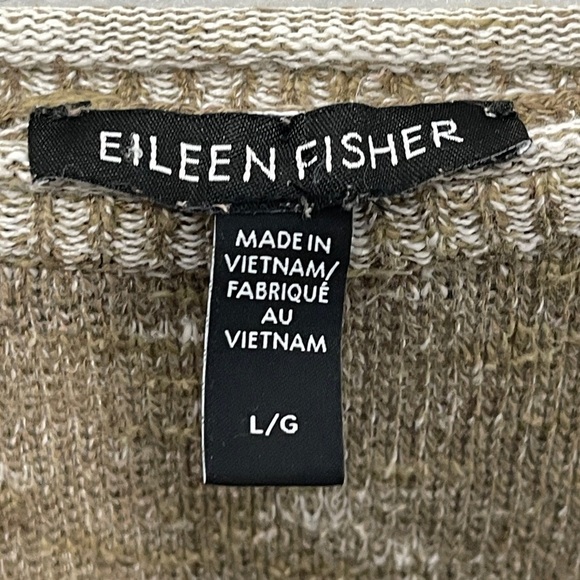 EILEEN FISHER
MADE IN
VIETNAM/
FABRIQUÉ
AU
VIETNAM
L/G